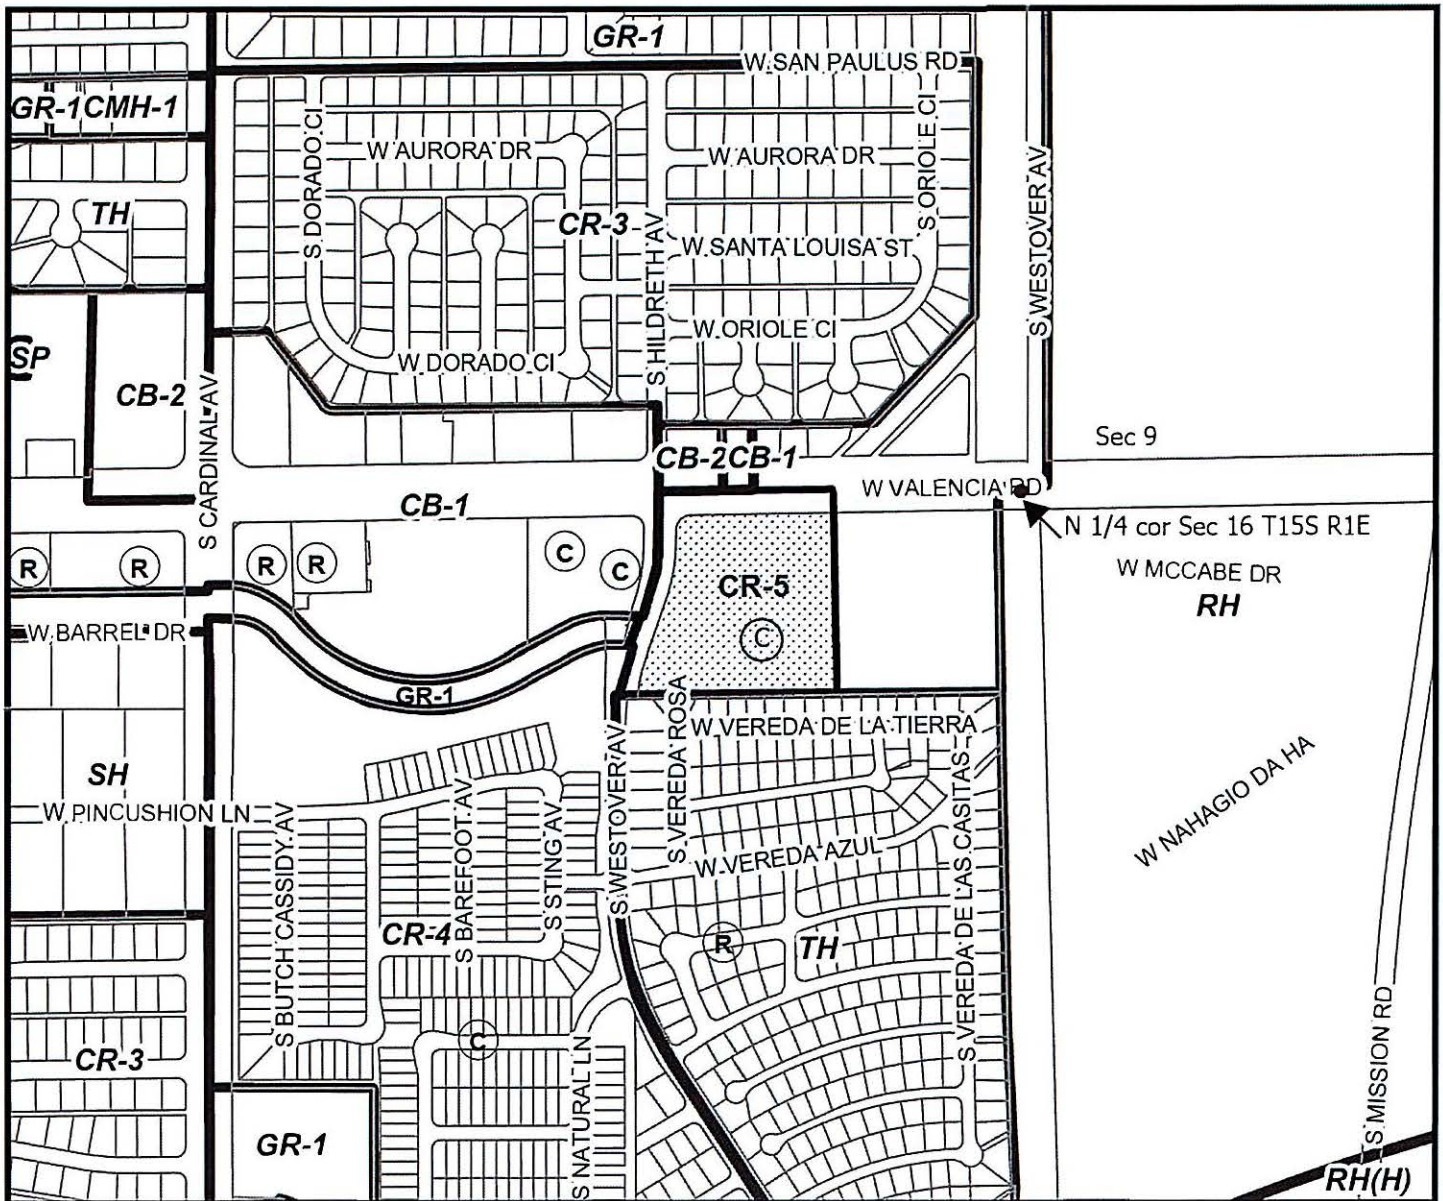 GR-1
W SAN PAULUS RD
GR-1 CMH-1
S DORADO CI
W AURORA DR
W AURORA DR
S ORIOLE CI
S WESTOVER AV
TH
CR-3
S HILDRETH AV
W SANTA LOUISA ST
W ORIOLE CI
SP
CB-2
S CARDINAL AV
W DORADO CI
Sec 9
CB-2 CB-1
W VALENCIA RD
CB-1
N 1/4 cor Sec 16 T15S R1E
R
R
R
R
C
C
CR-5
C
W MCCABE DR
RH
W BARREL DR
GR-1
S VEREDA ROSA
W VEREDA DE LA TIERRA
S WESTOVER AV
SH
W PINCUSHION LN
S BUTCH CASSIDY AV
S BAREFOOT AV
S STING AV
W VEREDA AZUL
S VEREDA DE LAS CASITAS
W NAHAGIO DA HA
CR-4
R
TH
C
CR-3
S NATURAL LN
S MISSION RD
GR-1
RH(H)